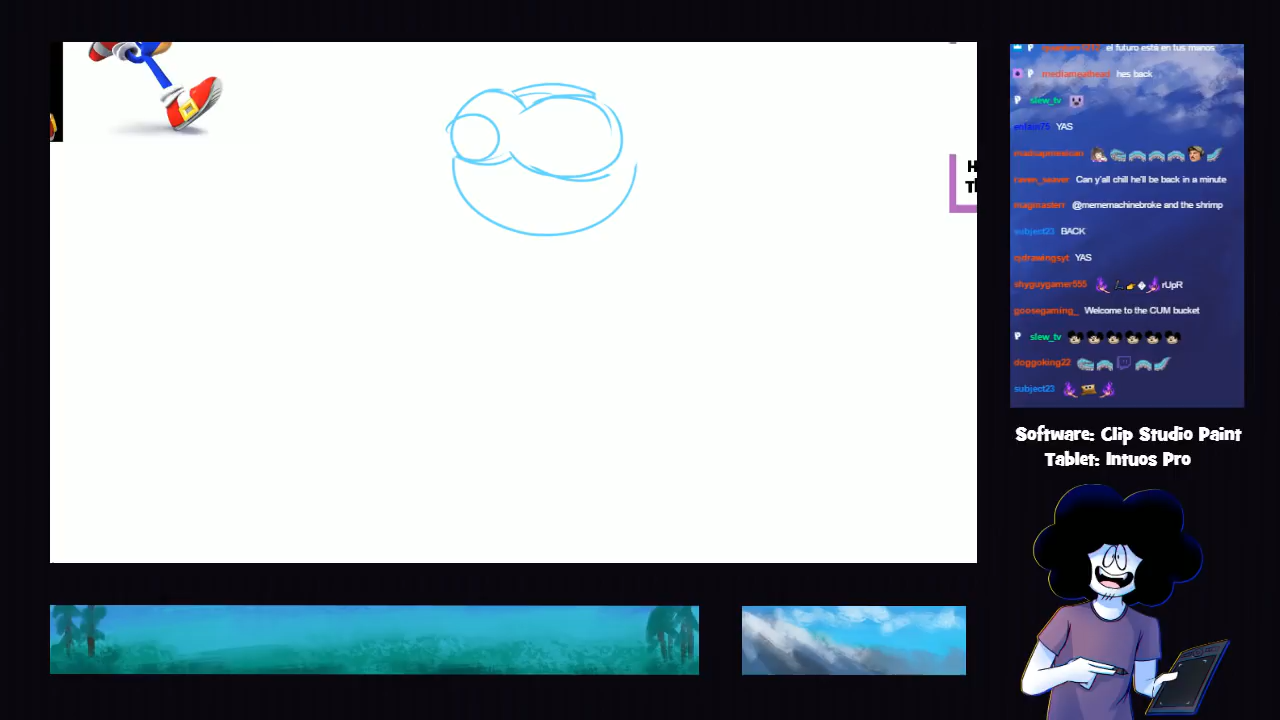 el futuro está en tus manos
hes back
slew_tv
YAS
Can y'all chill he'll be back in a minute
magmasterr @mememachinebroke and the shrimp
subject23 BACK
YAS
shyguygamer555 rUpR
goosegaming_ Welcome to the CUM bucket
slew_tv
doggoking22
subject23
Software: Clip Studio Paint
Tablet: Intuos Pro